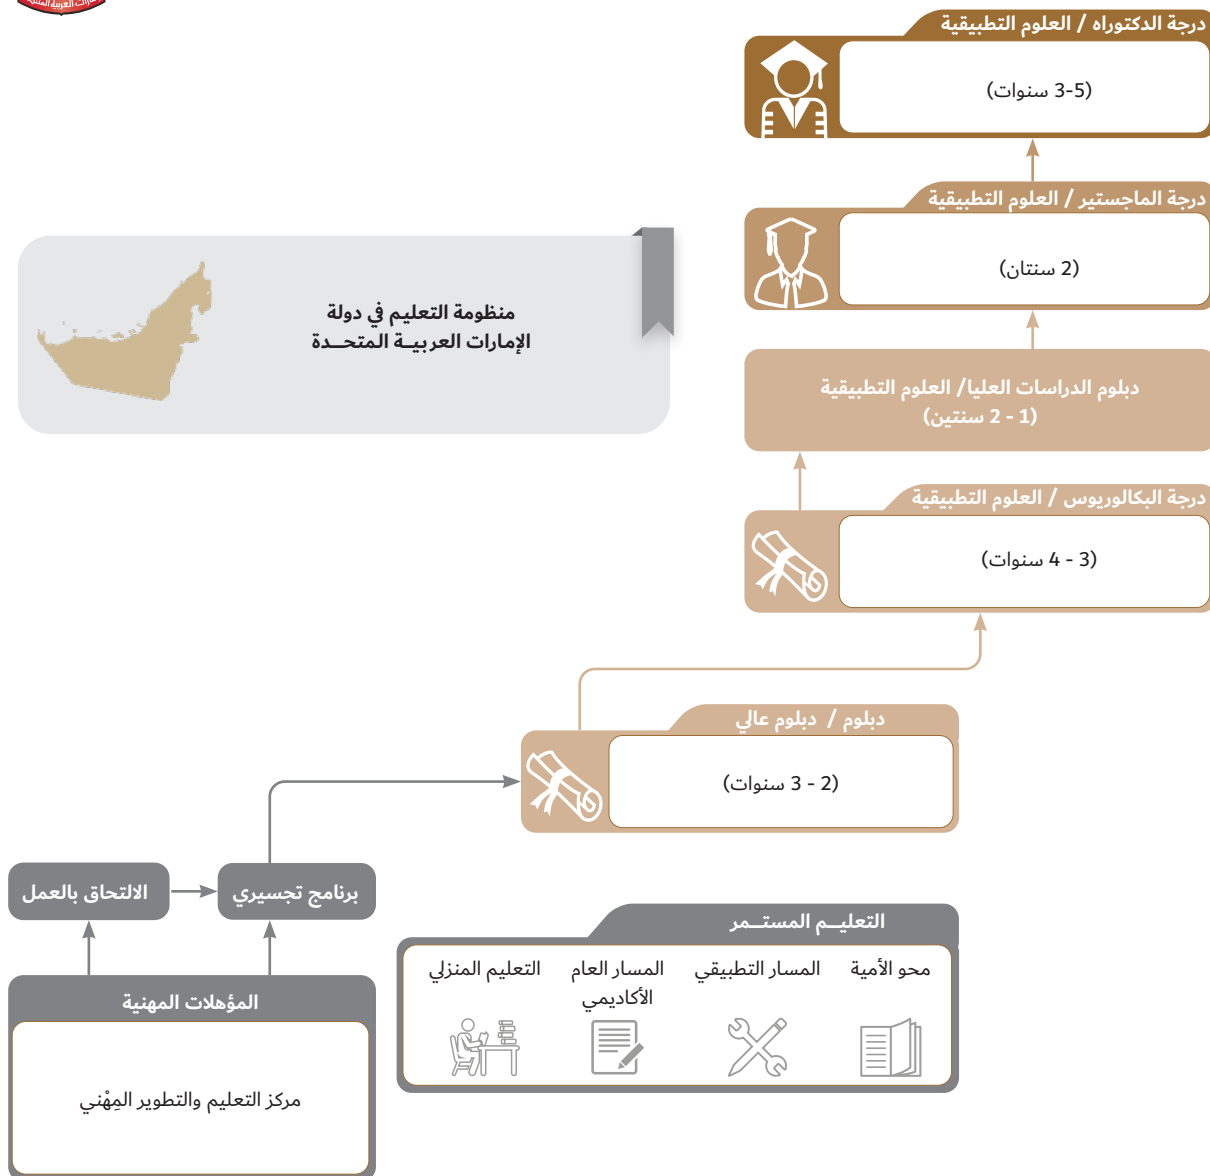 الإمارات العربية المتحدة
درجة الدكتوراه / العلوم التطبيقية
(3-5 سنوات)
درجة الماجستير / العلوم التطبيقية
(2 سنتان)
منظومة التعليم في دولة
الإمارات العربيــة المتحــدة
دبلوم الدراسات العليا/ العلوم التطبيقية
(1 - 2 سنتين)
درجة البكالوريوس / العلوم التطبيقية
(3 - 4 سنوات)
دبلوم / دبلوم عالي
(2 - 3 سنوات)
برنامج تجسيري
الالتحاق بالعمل
التعليــم المستــمر
محو الأمية
المسار التطبيقي
المسار العام
الأكاديمي
التعليم المنزلي
المؤهلات المهنية
مركز التعليم والتطوير المِهْني